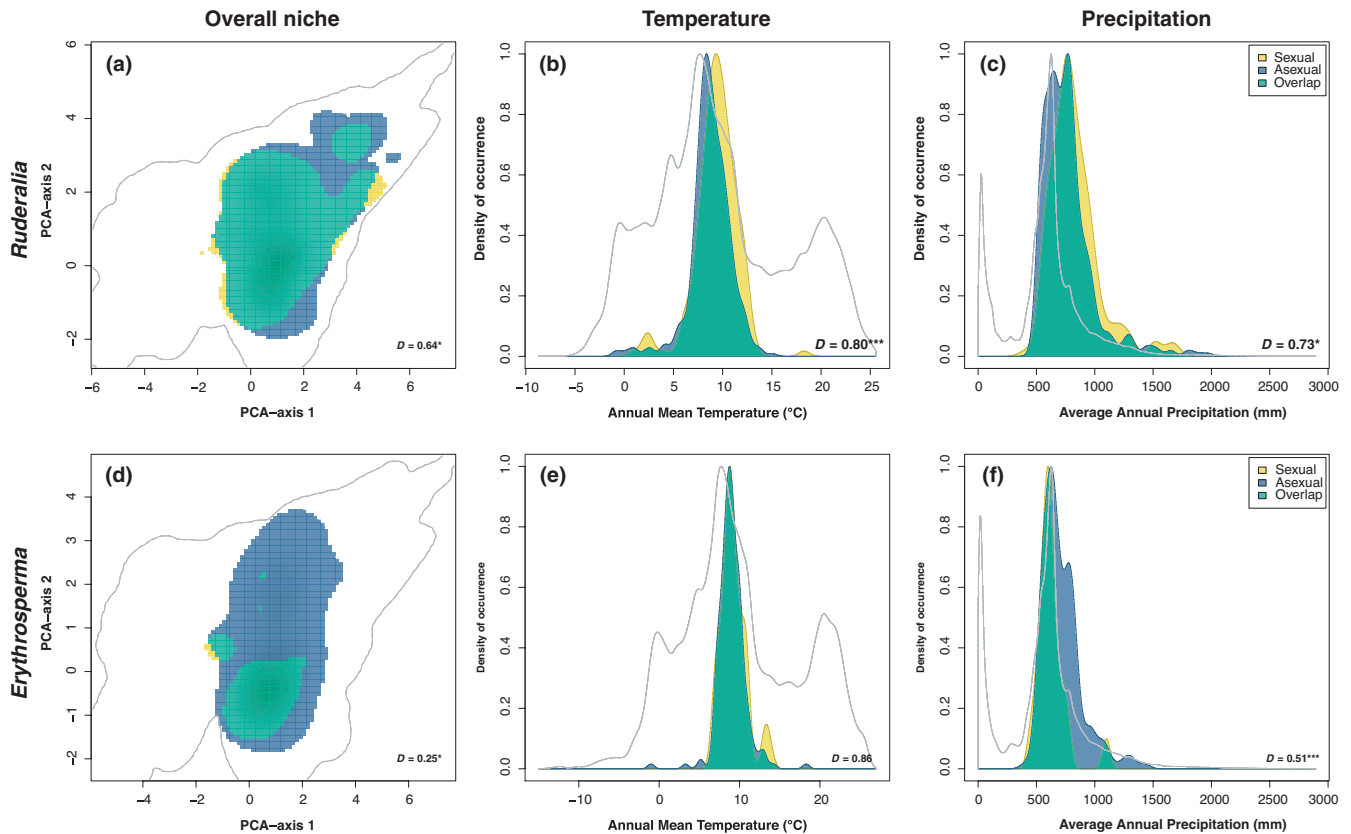 Overall niche
Temperature
Precipitation
Ruderalia
(a)
PCA–axis 2
6
4
2
0
−2
−6
−4
−2
0
2
4
6
PCA–axis 1
D = 0.64*
(b)
Density of occurrence
1.0
0.8
0.6
0.4
0.2
0.0
−10
−5
0
5
10
15
20
25
Annual Mean Temperature (°C)
D = 0.80***
(c)
Density of occurrence
1.0
0.8
0.6
0.4
0.2
0.0
0
500
1000
1500
2000
2500
3000
Average Annual Precipitation (mm)
Sexual
Asexual
Overlap
D = 0.73*
Erythrosperma
(d)
PCA–axis 2
4
3
2
1
0
−1
−2
−4
−2
0
2
4
6
PCA–axis 1
D = 0.25*
(e)
Density of occurrence
1.0
0.8
0.6
0.4
0.2
0.0
−10
0
10
20
Annual Mean Temperature (°C)
D = 0.86
(f)
Density of occurrence
1.0
0.8
0.6
0.4
0.2
0.0
0
500
1000
1500
2000
2500
3000
Average Annual Precipitation (mm)
Sexual
Asexual
Overlap
D = 0.51***